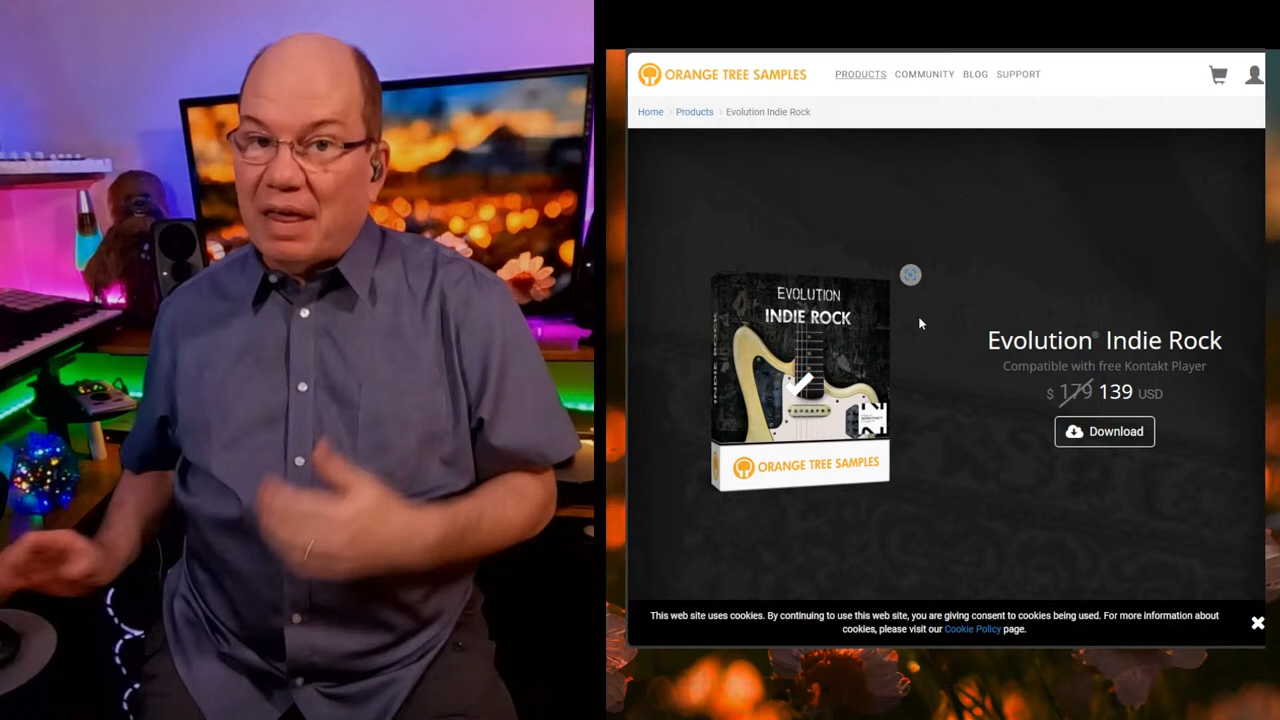 ORANGE TREE SAMPLES
PRODUCTS COMMUNITY BLOG SUPPORT
Home Products Evolution Indie Rock
EVOLUTION
INDIE ROCK
ORANGE TREE SAMPLES
Evolution® Indie Rock
Compatible with free Kontakt Player
$ 179 139 USD
Download
This web site uses cookies. By continuing to use this web site, you are giving consent to cookies being used. For more information about
cookies, please visit our Cookie Policy page.